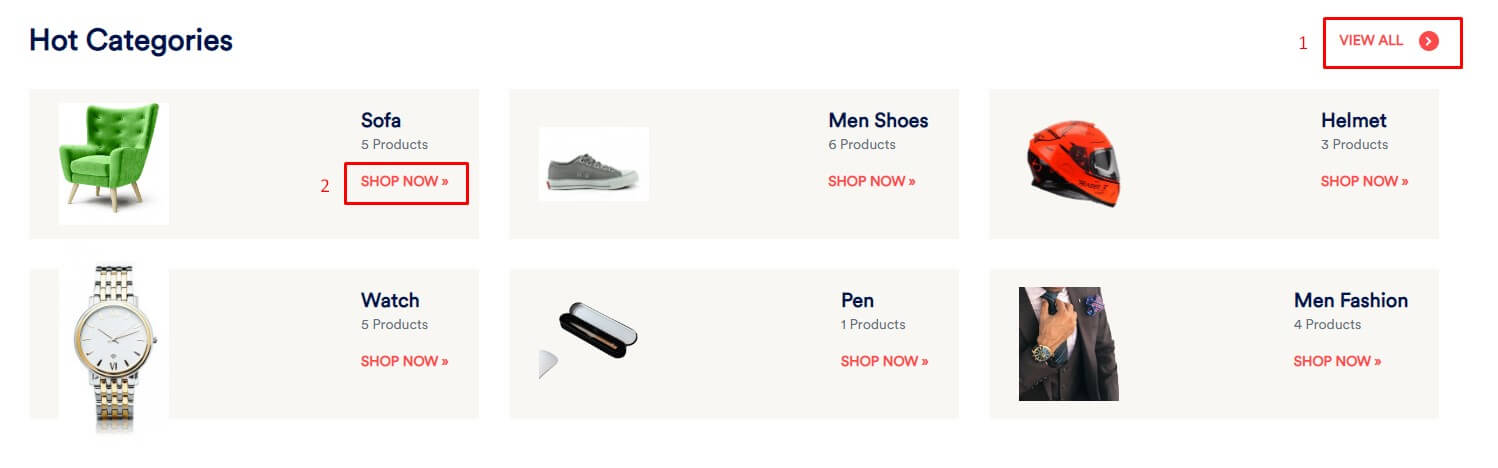 Hot Categories
1 VIEW ALL
Sofa
5 Products
2 SHOP NOW »
Men Shoes
6 Products
SHOP NOW »
Helmet
3 Products
SHOP NOW »
Watch
5 Products
SHOP NOW »
Pen
1 Products
SHOP NOW »
Men Fashion
4 Products
SHOP NOW »